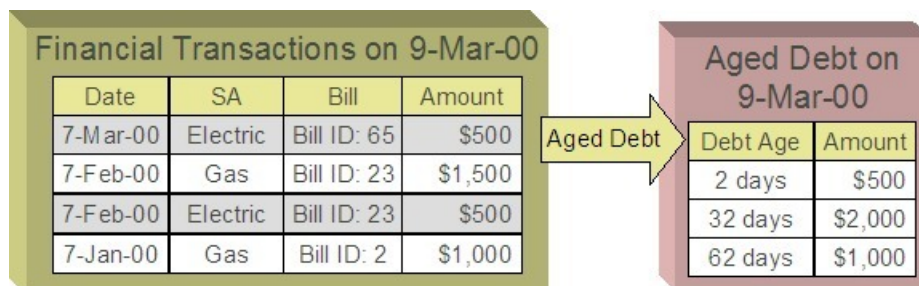 Financial Transactions on 9-Mar-00
Date SA Bill Amount
7-Mar-00 Electric Bill ID: 65 $500
7-Feb-00 Gas Bill ID: 23 $1,500
7-Feb-00 Electric Bill ID: 23 $500
7-Jan-00 Gas Bill ID: 2 $1,000
Aged Debt
Aged Debt on
9-Mar-00
Debt Age Amount
2 days $500
32 days $2,000
62 days $1,000